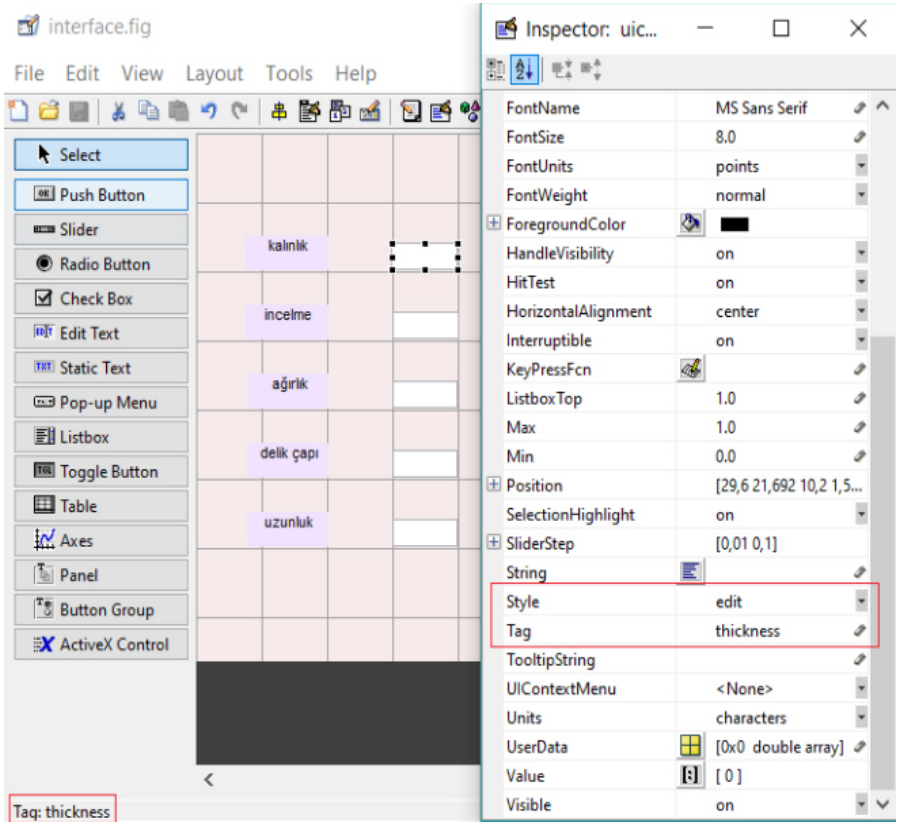 interface.fig
File Edit View Layout Tools Help
Select
OK Push Button
Slider
Radio Button
Check Box
EDIT Edit Text
TXT Static Text
Pop-up Menu
Listbox
TGL Toggle Button
Table
Axes
Panel
Button Group
ActiveX Control
kalınlık
incelme
ağırlık
delik çapı
uzunluk
Tag: thickness
Inspector: uic...
FontName MS Sans Serif
FontSize 8.0
FontUnits points
FontWeight normal
ForegroundColor
HandleVisibility on
HitTest on
HorizontalAlignment center
Interruptible on
KeyPressFcn
ListboxTop 1.0
Max 1.0
Min 0.0
Position [29,6 21,692 10,2 1,5...
SelectionHighlight on
SliderStep [0,01 0,1]
String
Style edit
Tag thickness
TooltipString
UIContextMenu <None>
Units characters
UserData [0x0 double array]
Value [ 0 ]
Visible on